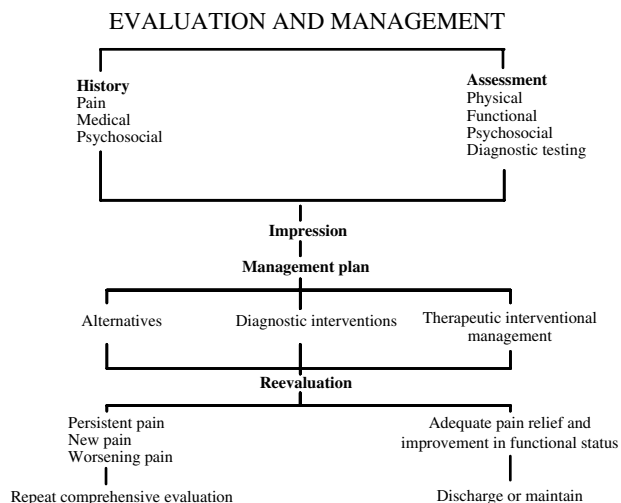 EVALUATION AND MANAGEMENT
History
Pain
Medical
Psychosocial
Assessment
Physical
Functional
Psychosocial
Diagnostic testing
Impression
Management plan
Alternatives
Diagnostic interventions
Therapeutic interventional
management
Reevaluation
Persistent pain
New pain
Worsening pain
Adequate pain relief and
improvement in functional status
Repeat comprehensive evaluation
Discharge or maintain